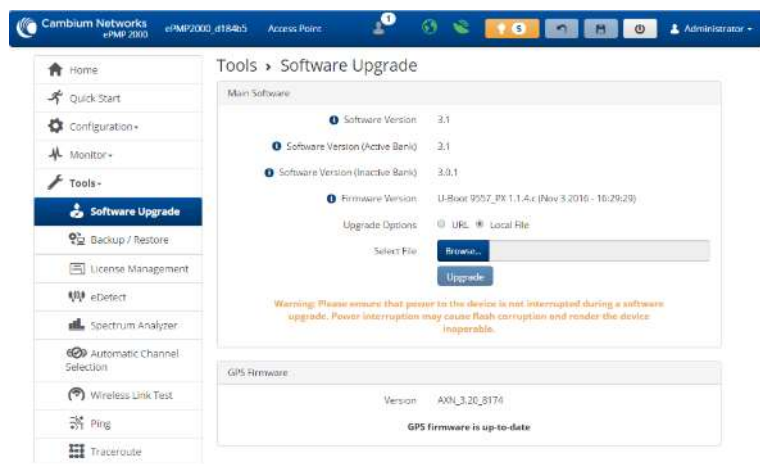 Cambium Networks
ePMP 2000
ePMP2000_d184b5
Access Point
1
5
Administrator
Home
Quick Start
Configuration
Monitor
Tools
Software Upgrade
Backup / Restore
License Management
eDetect
Spectrum Analyzer
Automatic Channel
Selection
Wireless Link Test
Ping
Traceroute
Tools › Software Upgrade
Main Software
Software Version 3.1
Software Version (Active Bank) 3.1
Software Version (Inactive Bank) 3.0.1
Firmware Version U-Boot 9557_PX 1.1.4.c (Nov 3 2016 - 16:29:29)
Upgrade Options URL Local File
Select File Browse...
Upgrade
Warning: Please ensure that power to the device is not interrupted during a software
upgrade. Power interruption may cause flash corruption and render the device
inoperable.
GPS Firmware
Version AXN_3.20_8174
GPS firmware is up-to-date